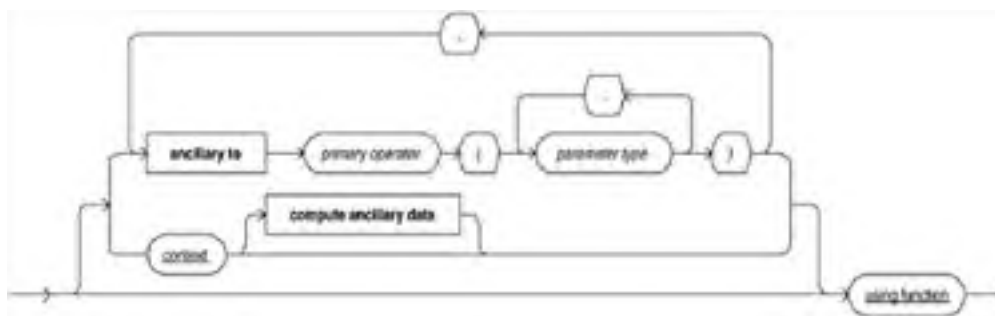 ,
,
ancillary to primary operator ( parameter type )
compute ancillary data
context
using function